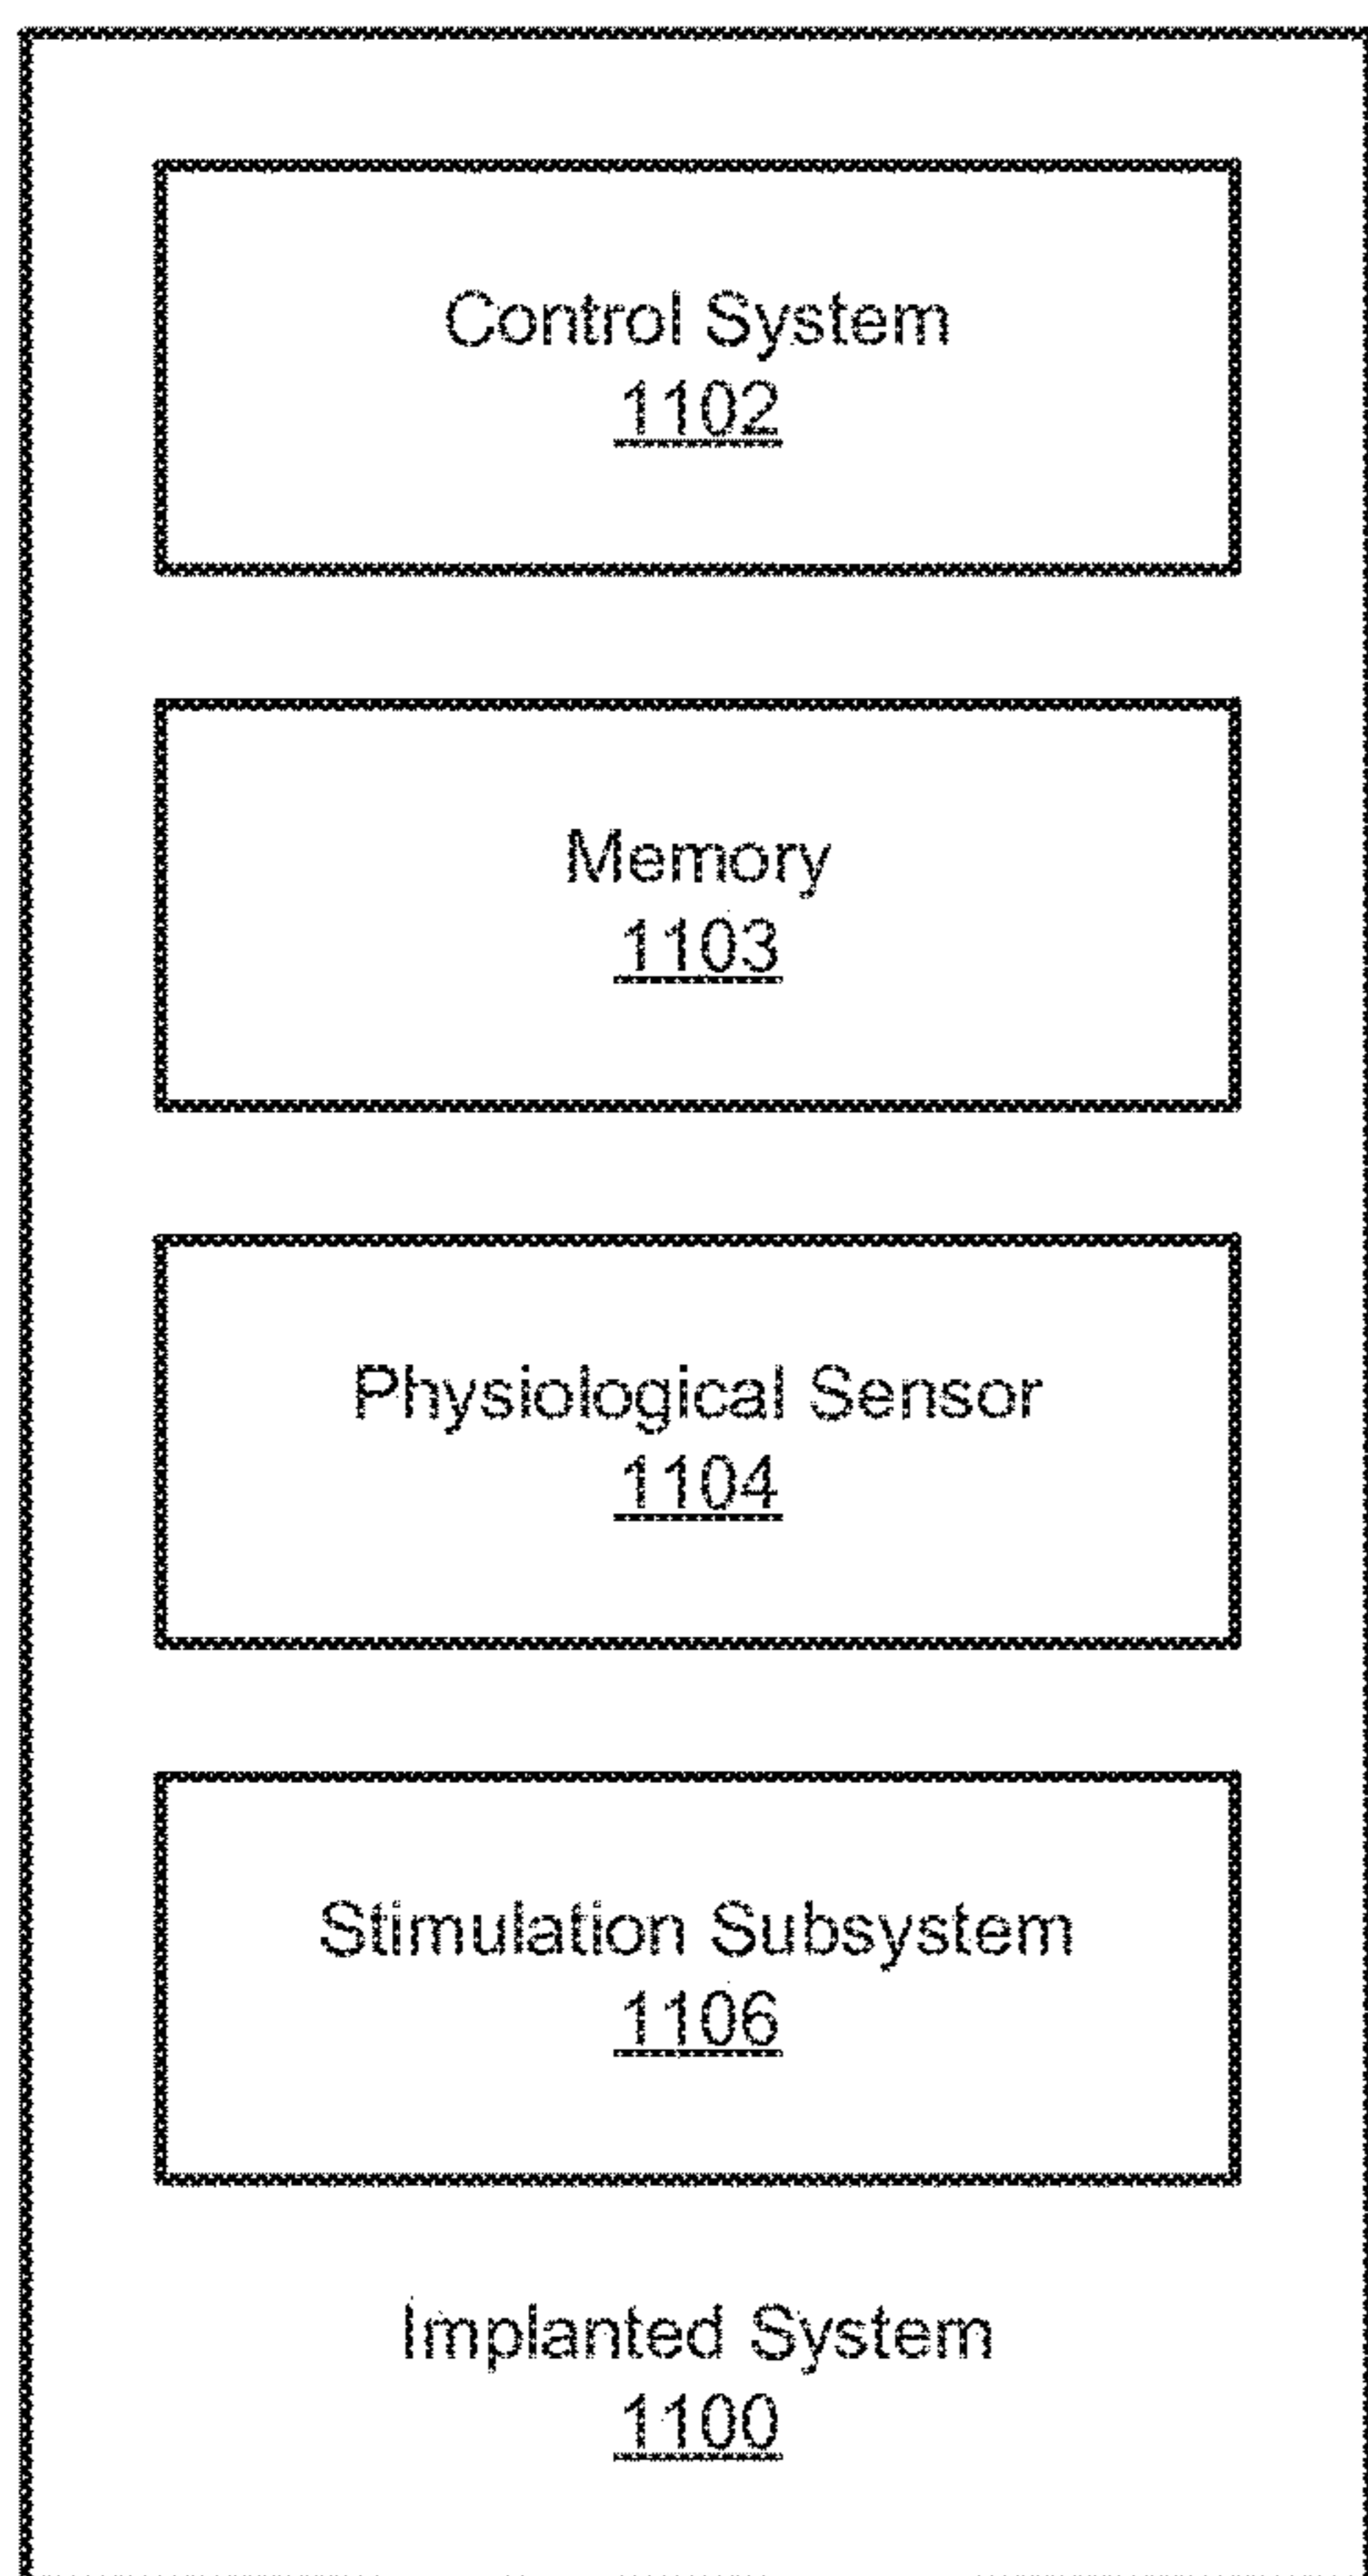 Control System
1102
Memory
1103
Physiological Sensor
1104
Stimulation Subsystem
1106
Implanted System
1100